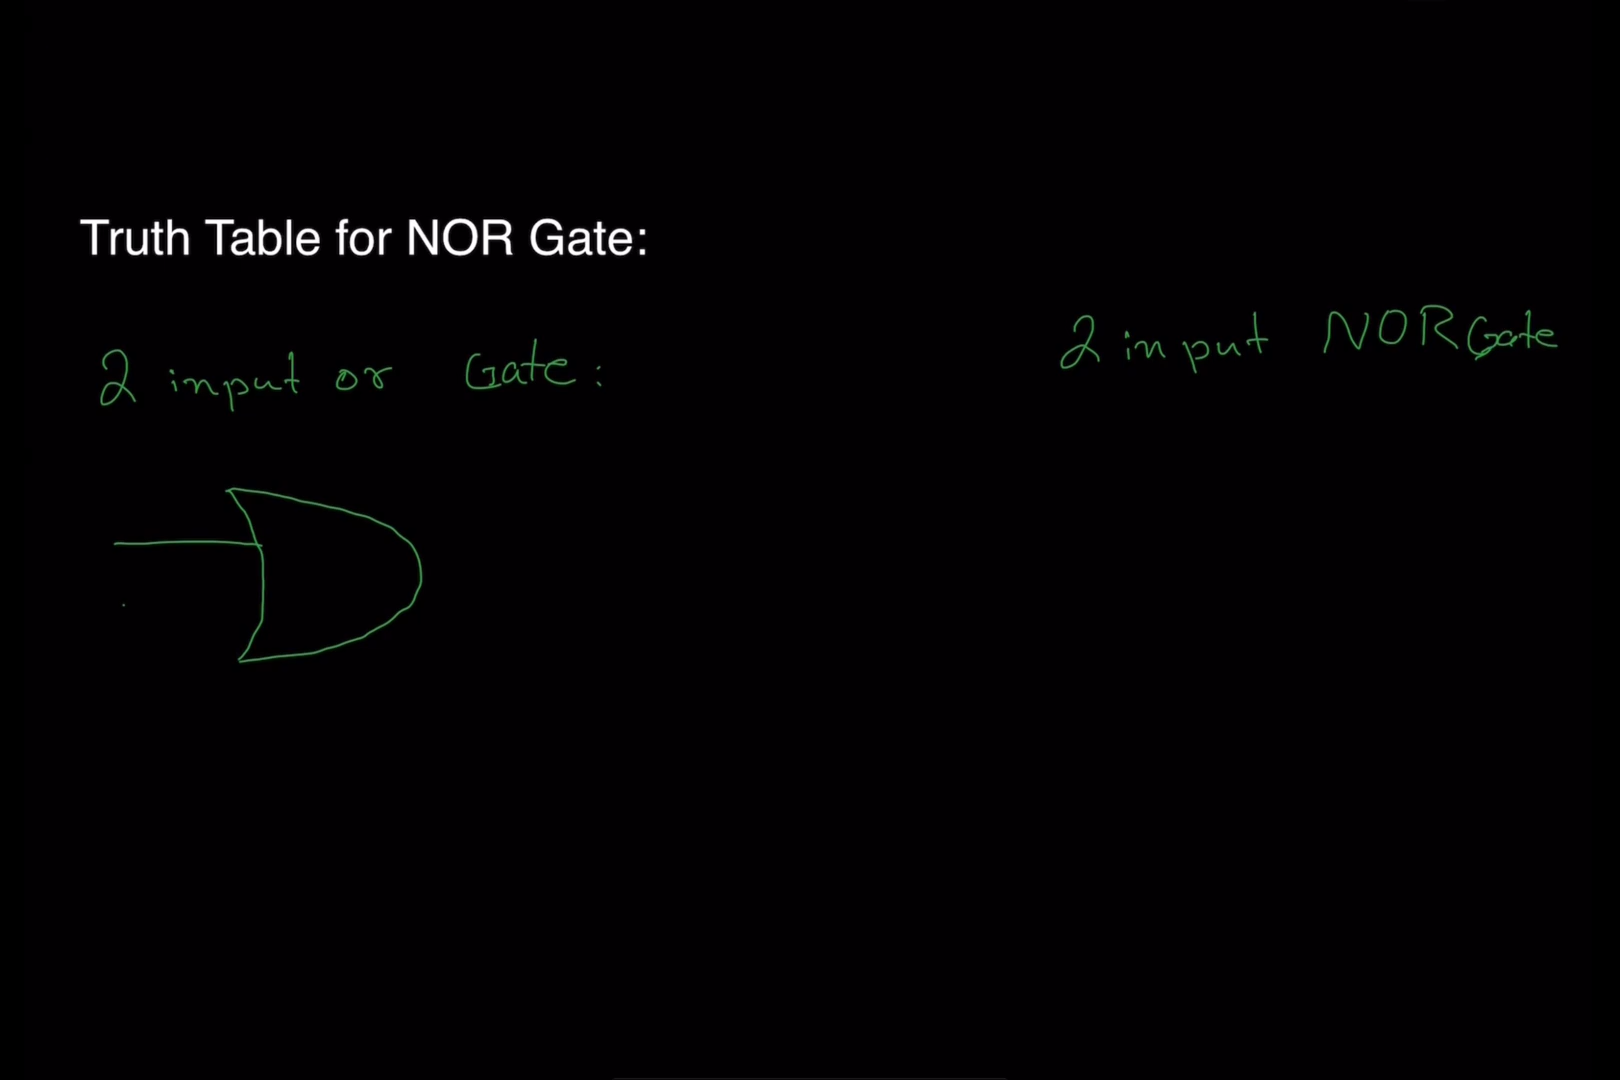 Truth Table for NOR Gate:
2 input or Gate:
2 input NOR Gate